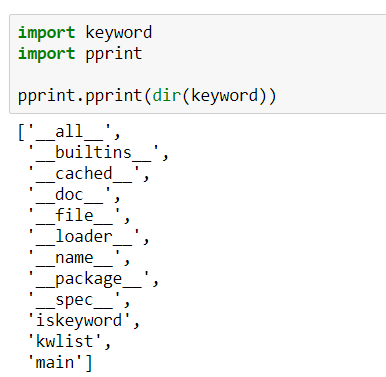 import keyword
import pprint
pprint.pprint(dir(keyword))
['__all__',
'__builtins__',
'__cached__',
'__doc__',
'__file__',
'__loader__',
'__name__',
'__package__',
'__spec__',
'iskeyword',
'kwlist',
'main']